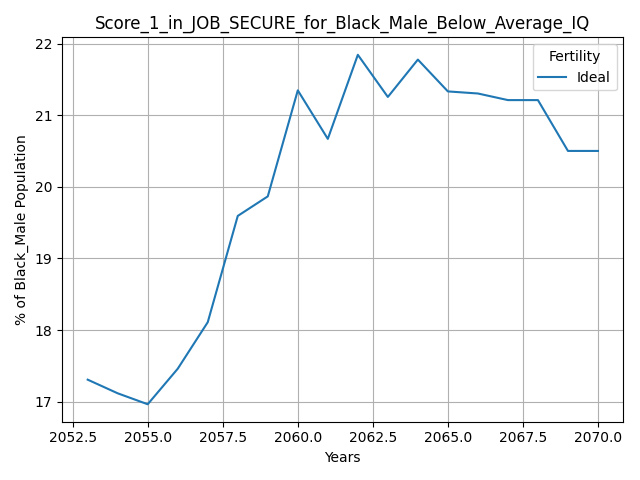 Score_1_in_JOB_SECURE_for_Black_Male_Below_Average_IQ
Fertility
Ideal
% of Black_Male Population
22
21
20
19
18
17
2052.5 2055.0 2057.5 2060.0 2062.5 2065.0 2067.5 2070.0
Years